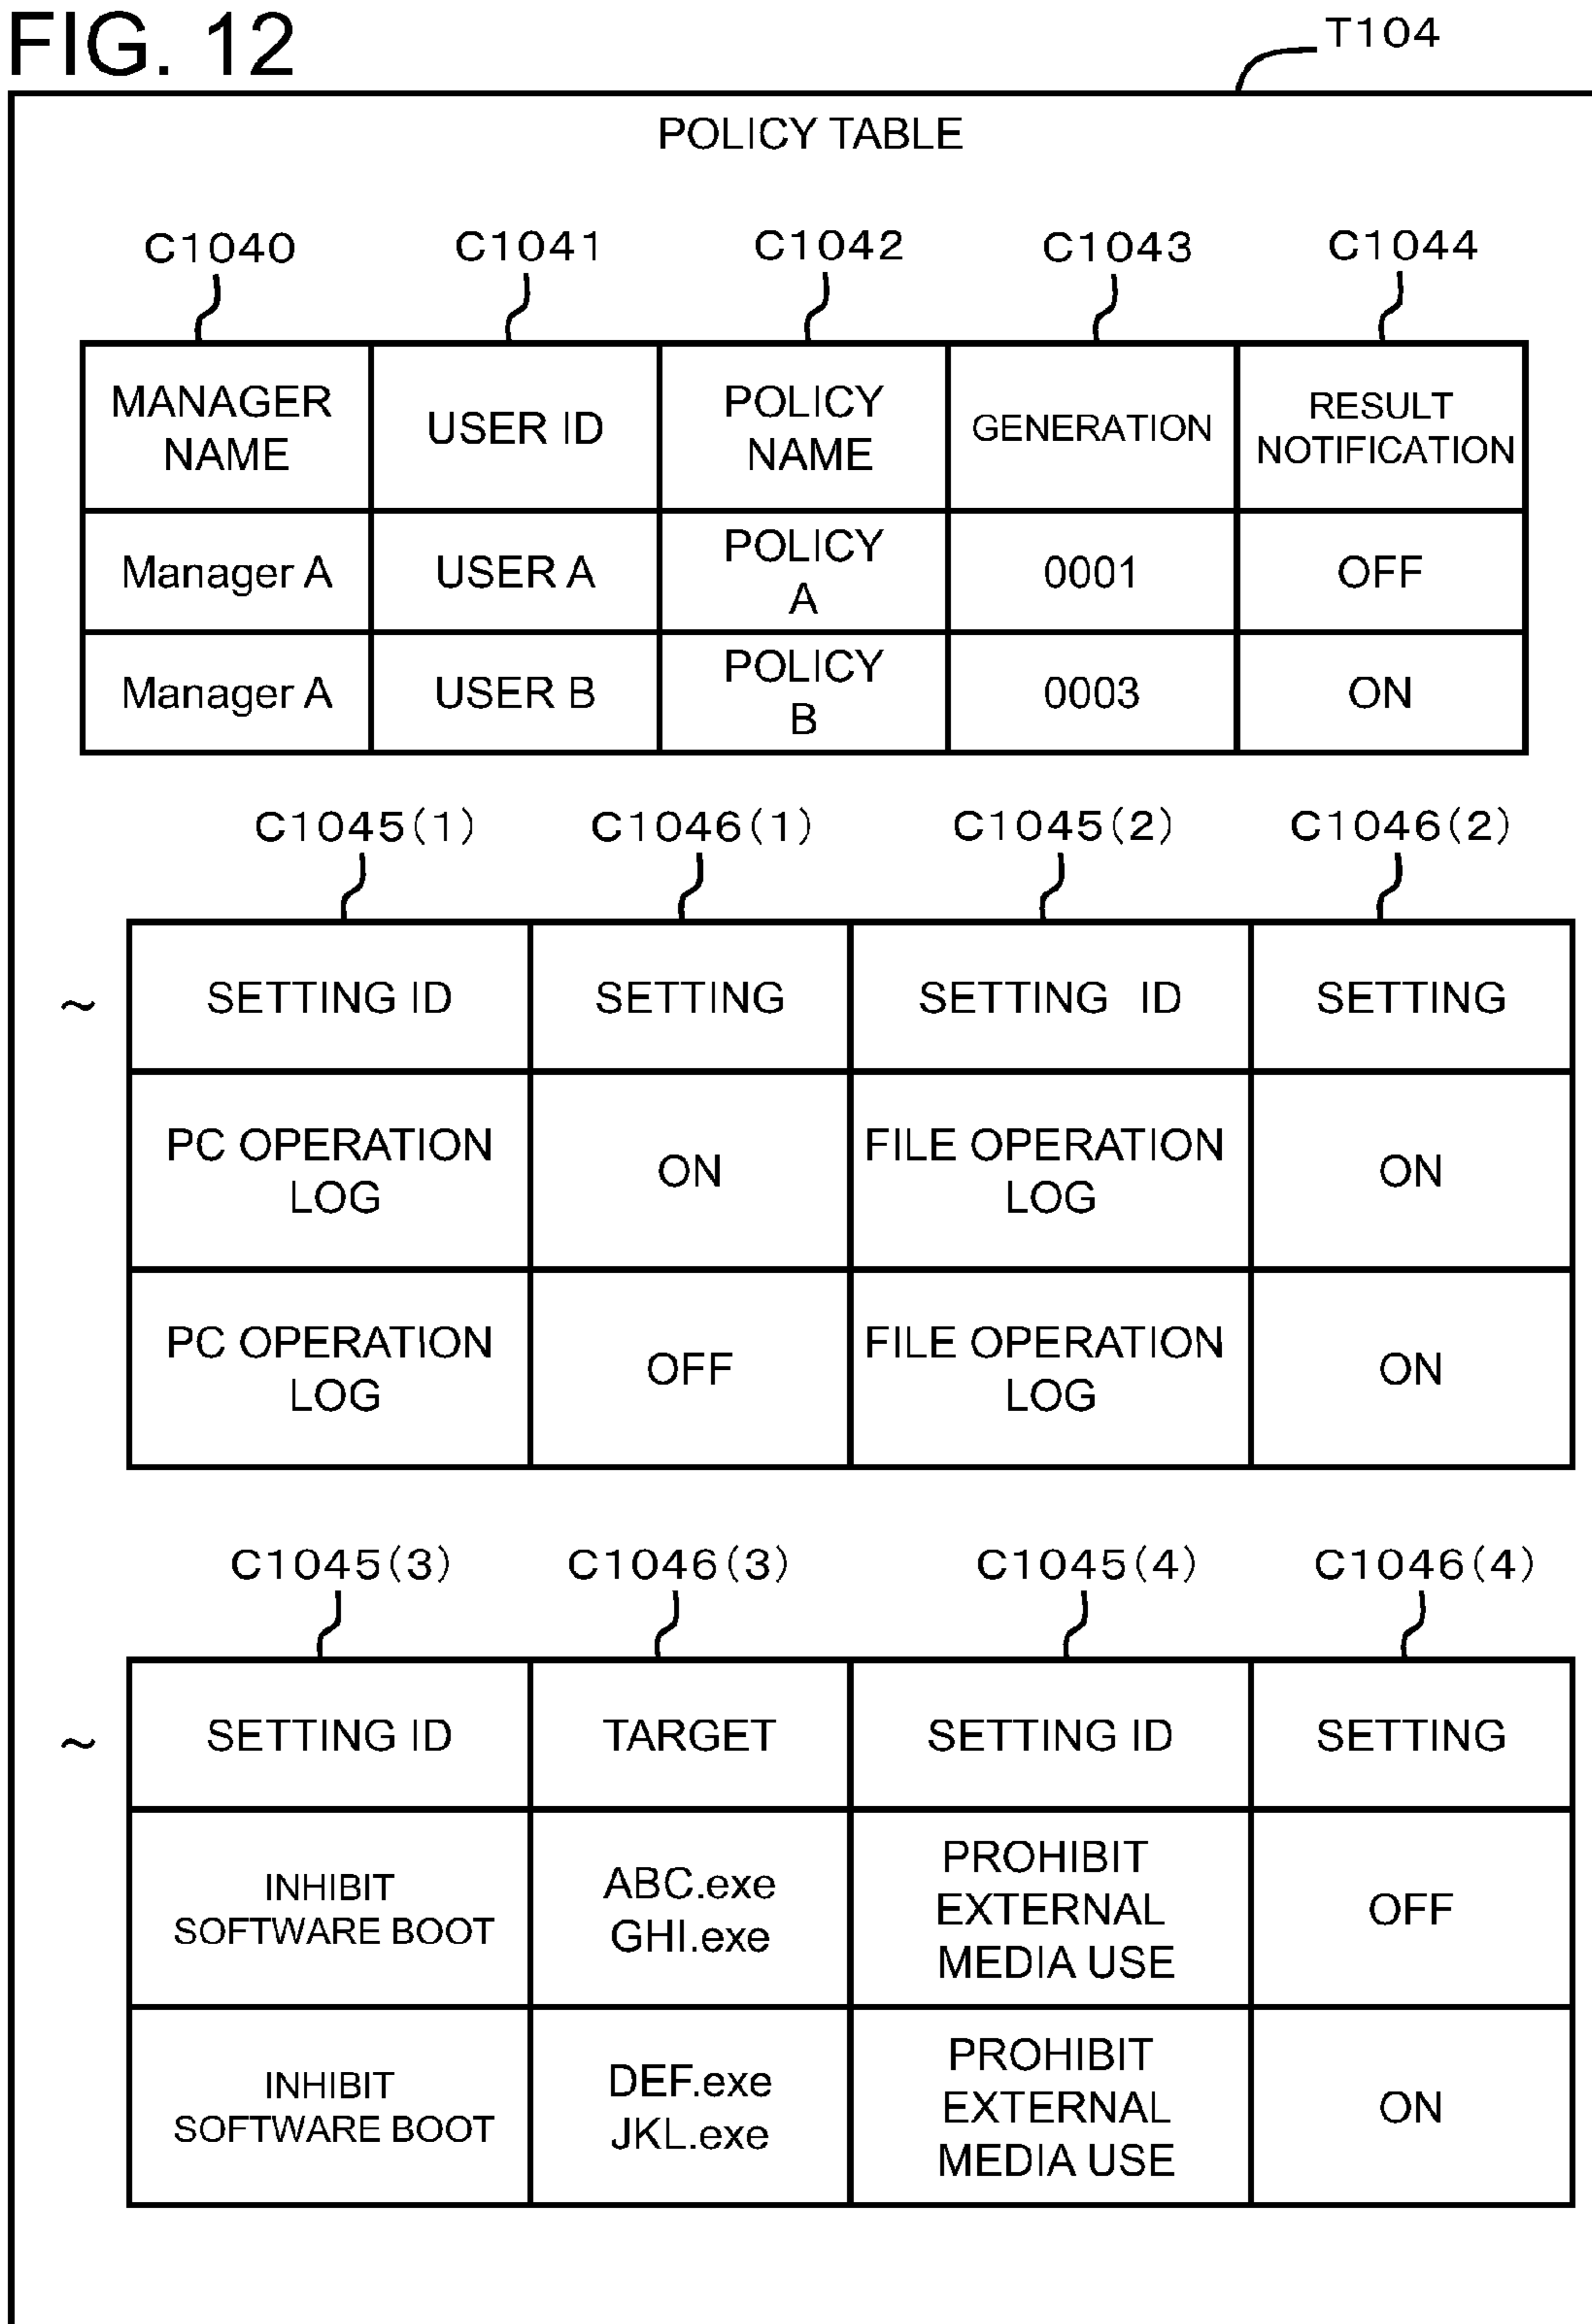 FIG. 12
T104
POLICY TABLE
C1040 C1041 C1042 C1043 C1044
MANAGER NAME USER ID POLICY NAME GENERATION RESULT NOTIFICATION
Manager A USER A POLICY A 0001 OFF
Manager A USER B POLICY B 0003 ON
C1045(1) C1046(1) C1045(2) C1046(2)
~ SETTING ID SETTING SETTING ID SETTING
PC OPERATION LOG ON FILE OPERATION LOG ON
PC OPERATION LOG OFF FILE OPERATION LOG ON
C1045(3) C1046(3) C1045(4) C1046(4)
~ SETTING ID TARGET SETTING ID SETTING
INHIBIT SOFTWARE BOOT ABC.exe GHI.exe PROHIBIT EXTERNAL MEDIA USE OFF
INHIBIT SOFTWARE BOOT DEF.exe JKL.exe PROHIBIT EXTERNAL MEDIA USE ON